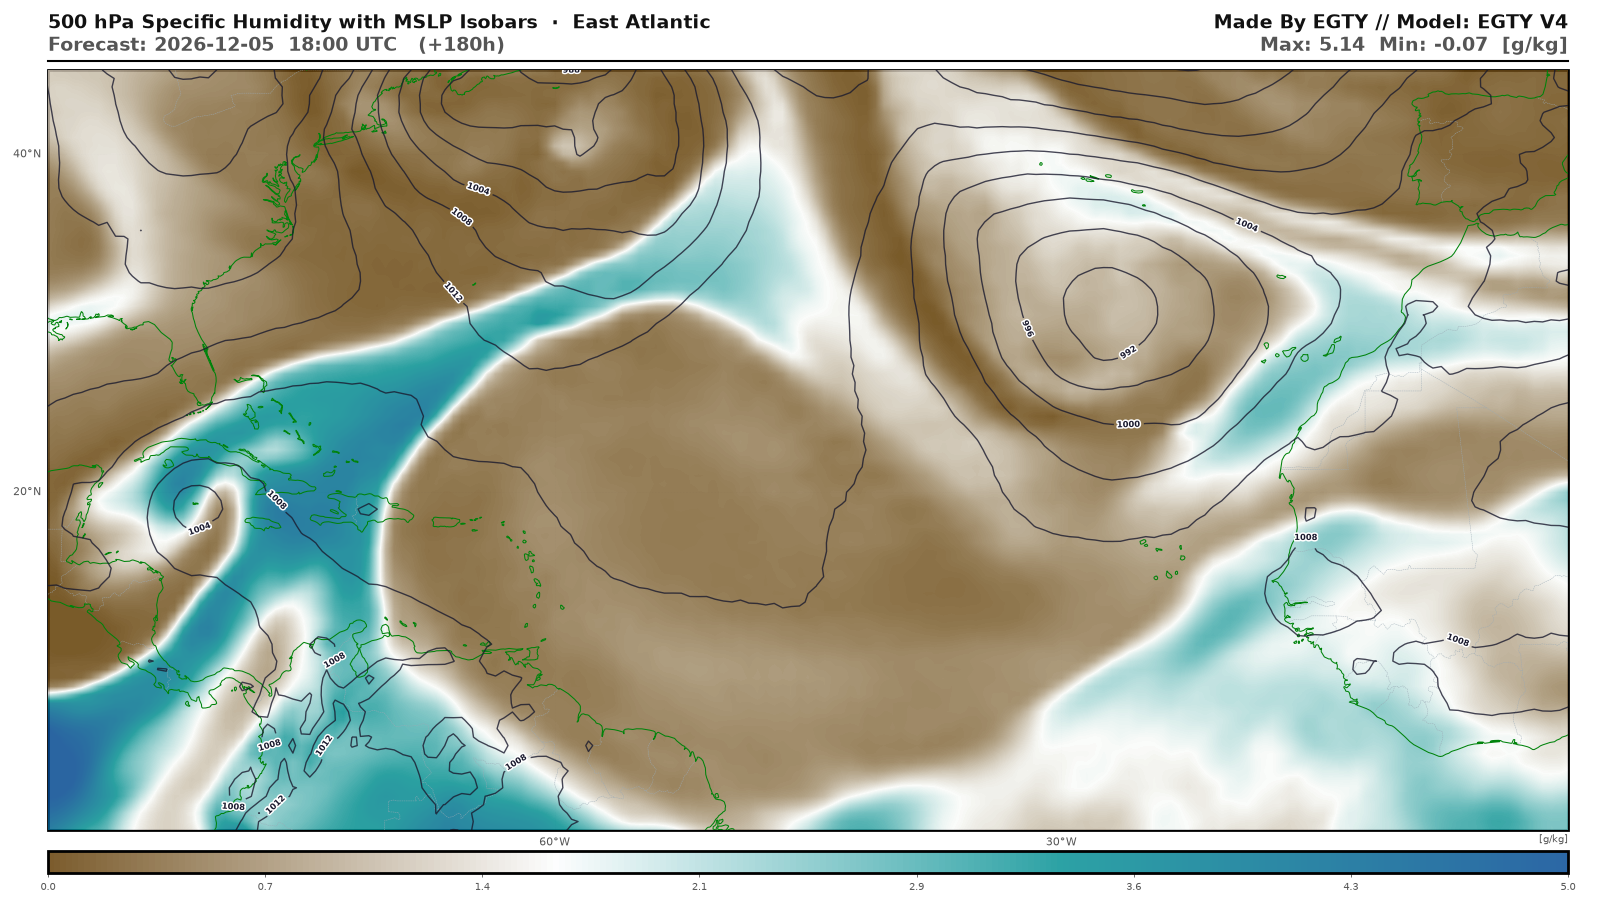 500 hPa Specific Humidity with MSLP Isobars · East Atlantic
Made By EGTY // Model: EGTY V4
Forecast: 2026-12-05 18:00 UTC (+180h)
Max: 5.14 Min: -0.07 [g/kg]
40°N
1004
1008
1004
1012
996
992
1000
20°N
1008
1004
1008
1008
1008
1008
1012
1008
1008
1012
60°W
30°W
[g/kg]
0.0 0.7 1.4 2.1 2.9 3.6 4.3 5.0